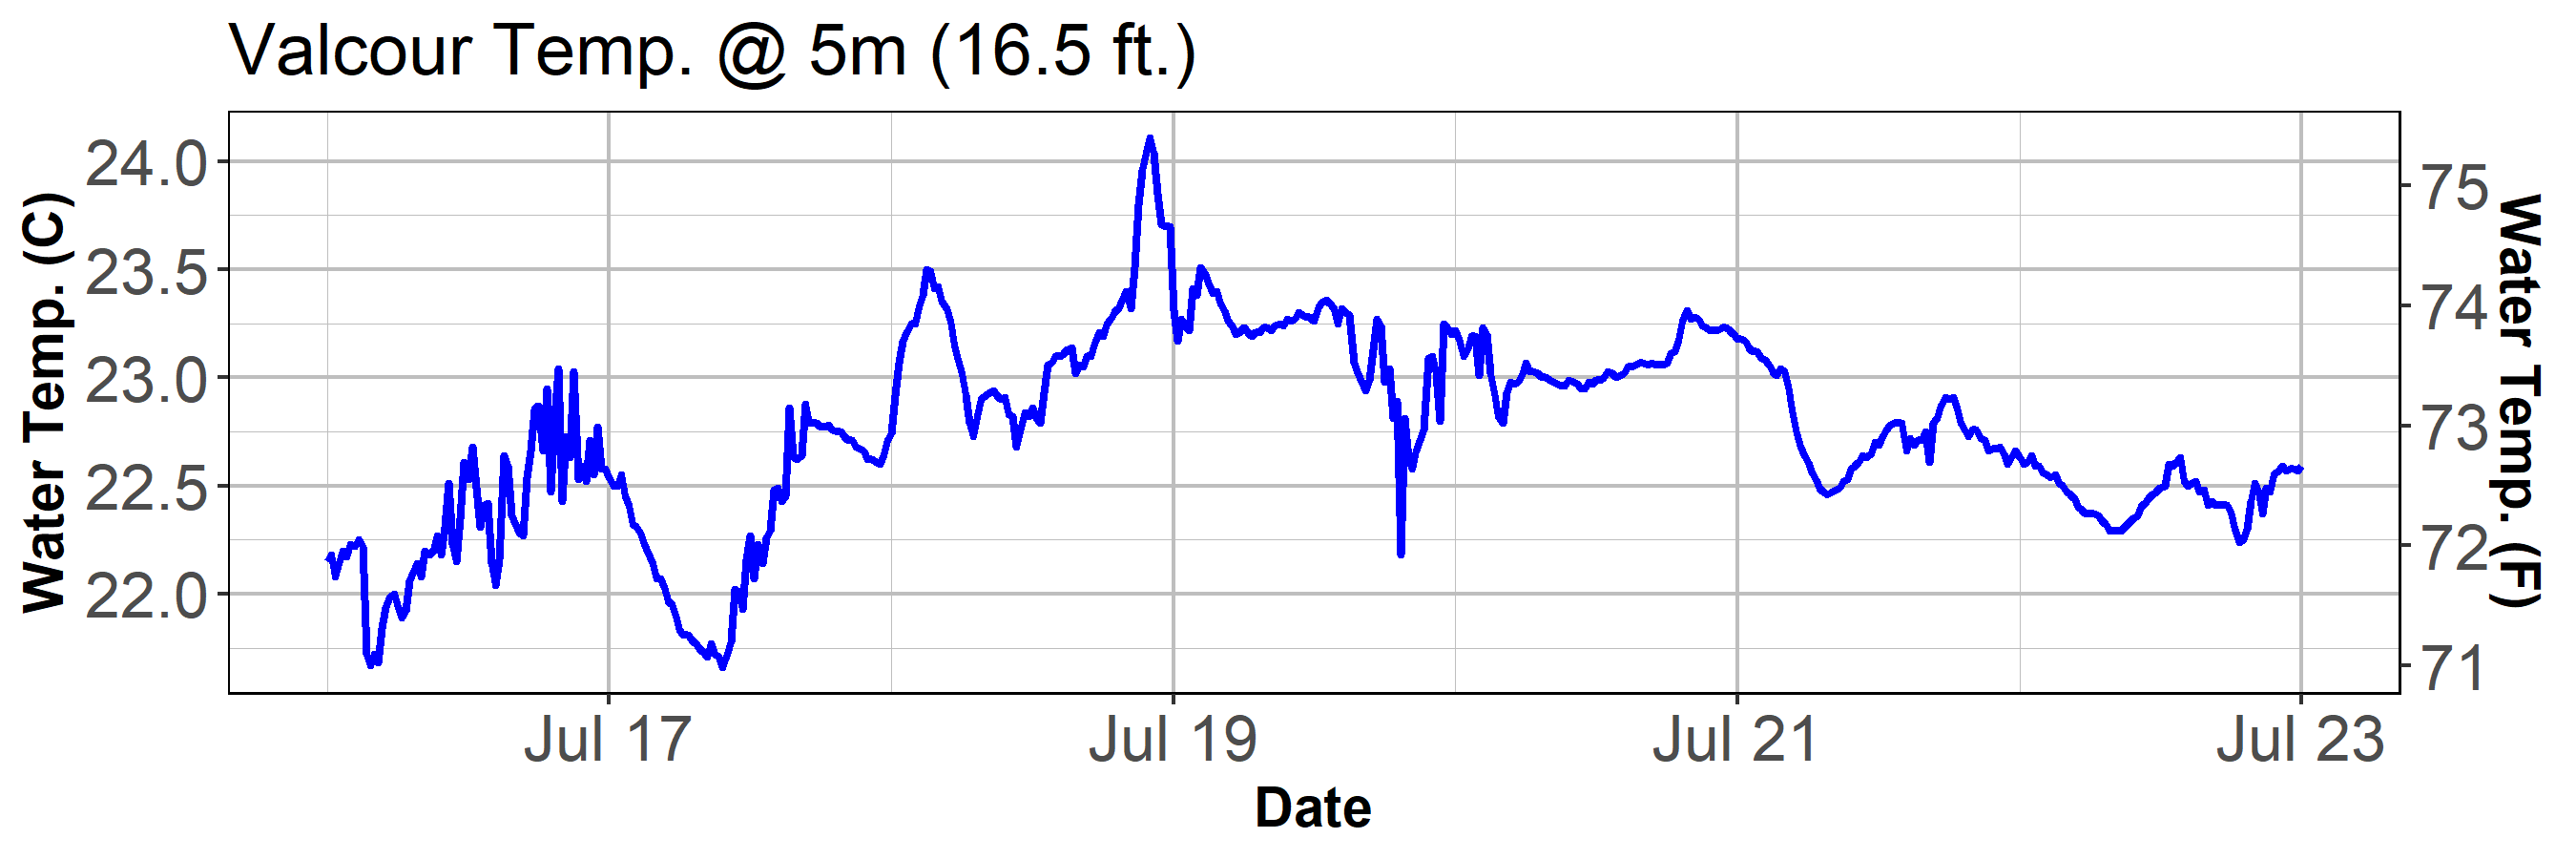 Valcour Temp. @ 5m (16.5 ft.)
Water Temp. (C)
24.0
23.5
23.0
22.5
22.0
75
74
73
72
71
Water Temp. (F)
Jul 17 Jul 19 Jul 21 Jul 23
Date